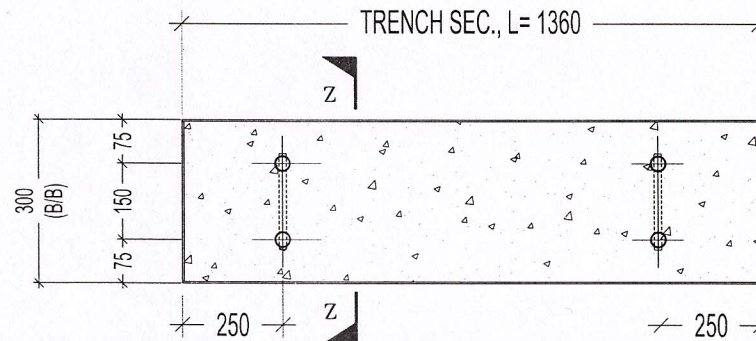 TRENCH SEC., L= 1360
Z
75
300
(B/B)
150
75
Z
250
250